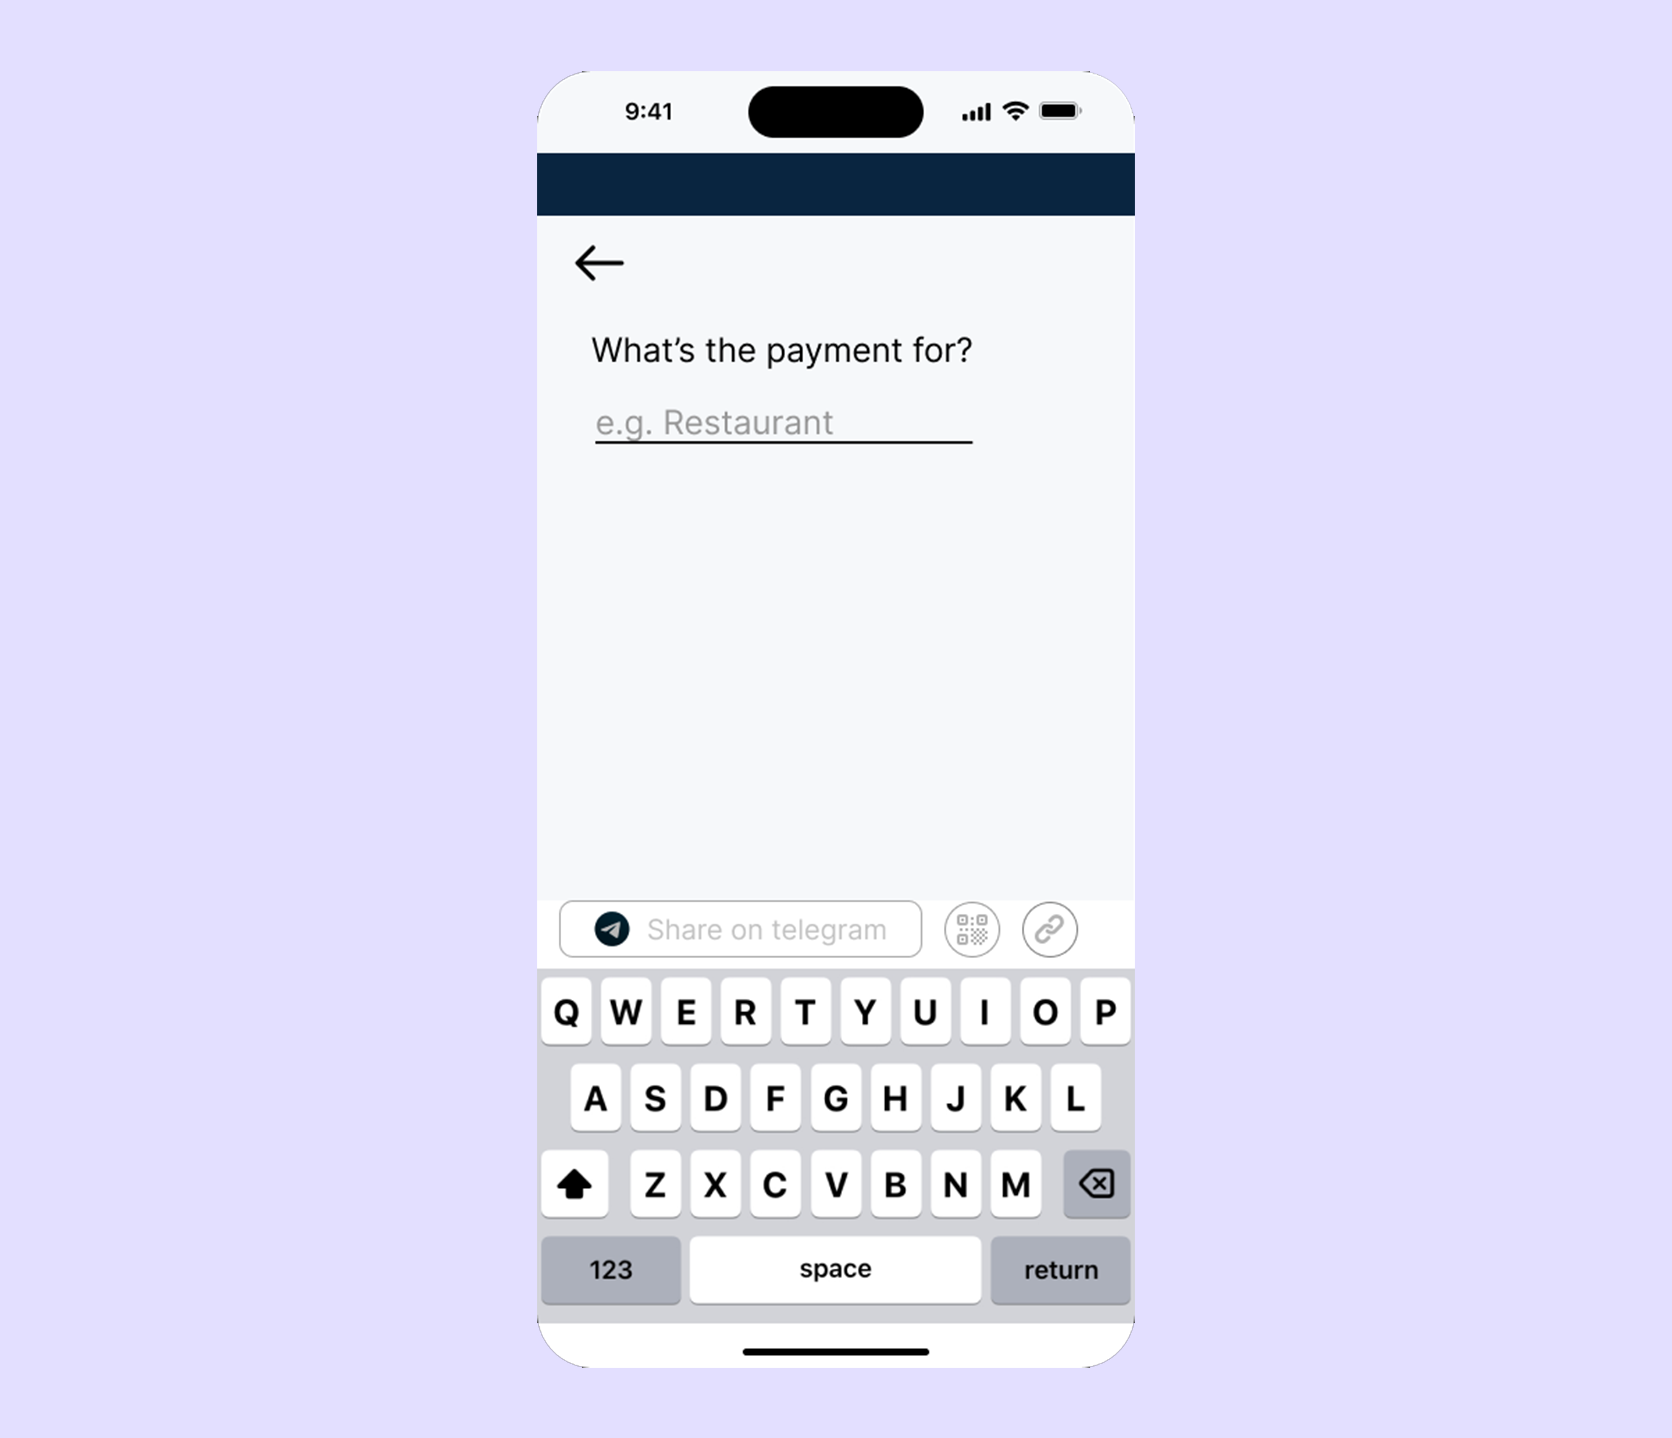 9:41
What’s the payment for?
e.g. Restaurant
Share on telegram
Q W E R T Y U I O P
A S D F G H J K L
Z X C V B N M
123 space return